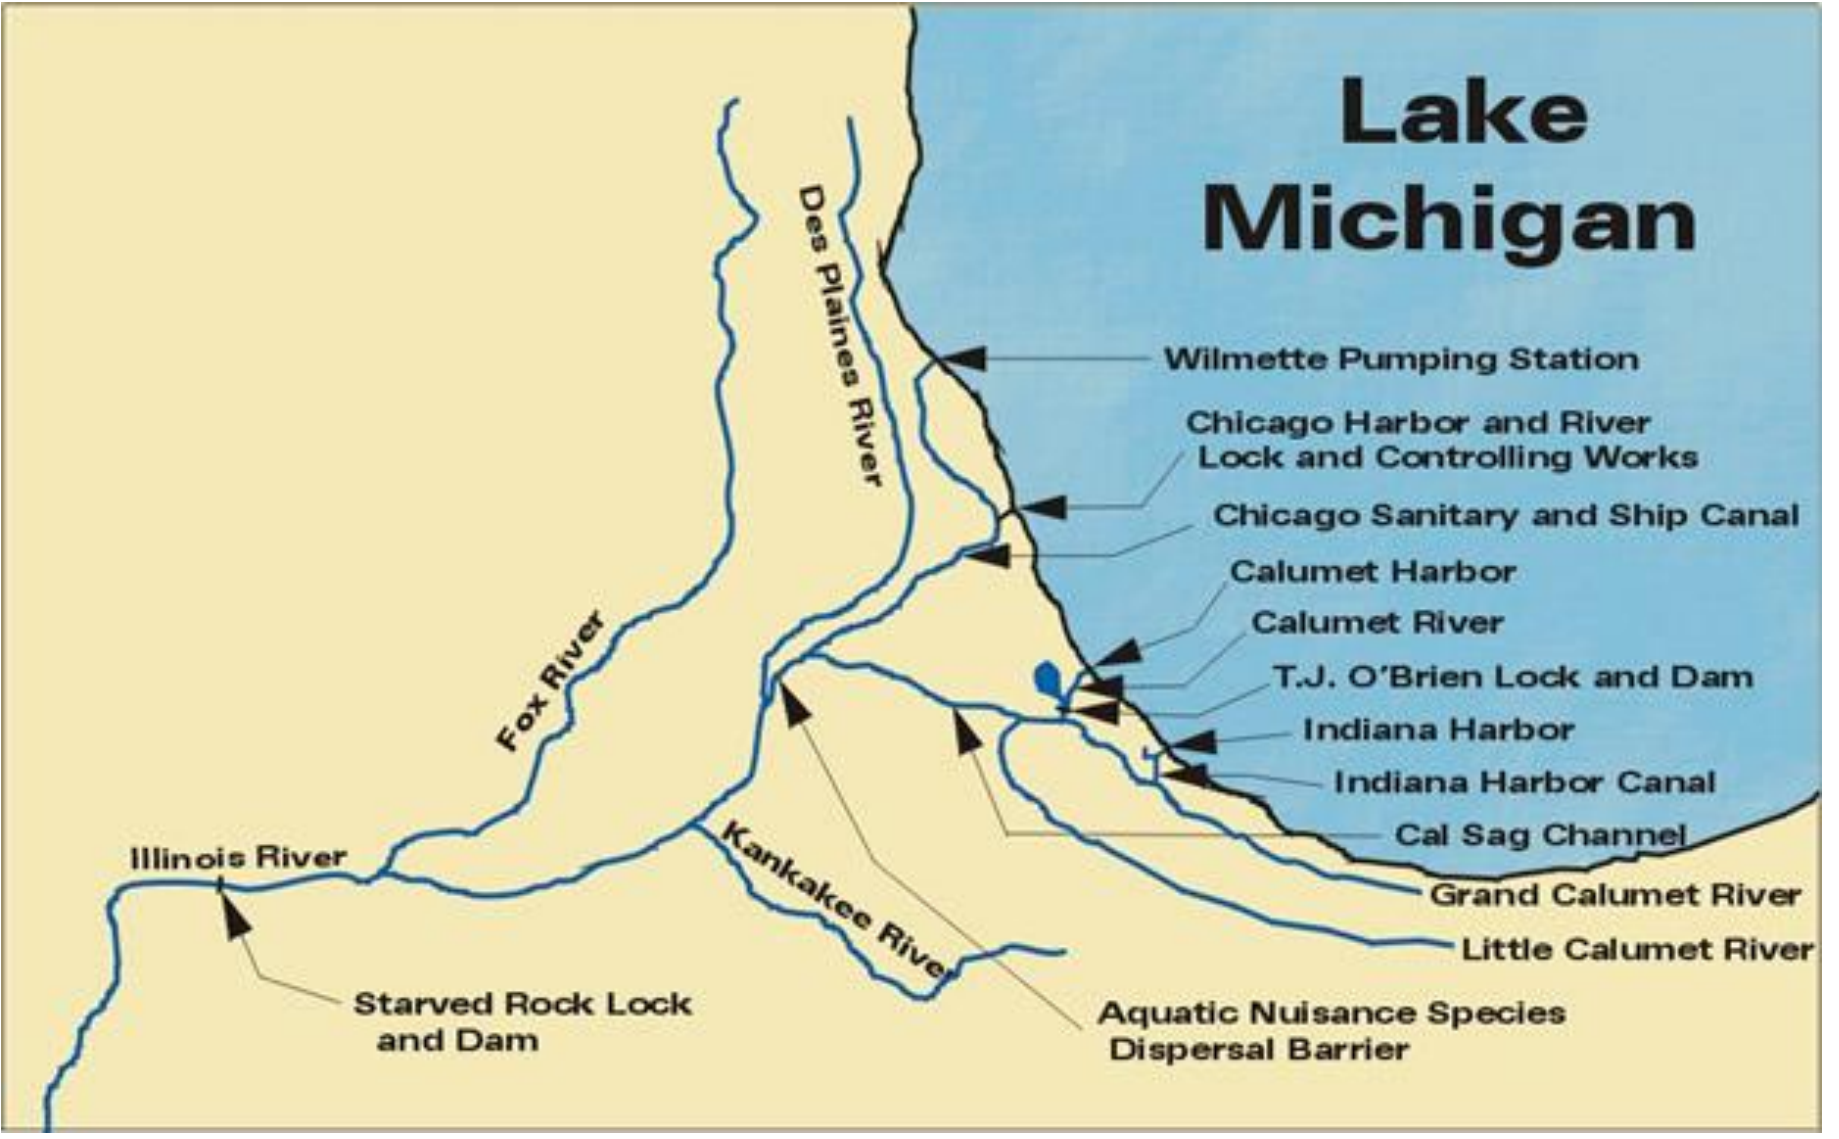 Lake
Michigan
Des Plaines River
Wilmette Pumping Station
Chicago Harbor and River
Lock and Controlling Works
Chicago Sanitary and Ship Canal
Calumet Harbor
Calumet River
Fox River
T.J. O'Brien Lock and Dam
Indiana Harbor
Indiana Harbor Canal
Cal Sag Channel
Illinois River
Kankakee River
Grand Calumet River
Little Calumet River
Starved Rock Lock
and Dam
Aquatic Nuisance Species
Dispersal Barrier